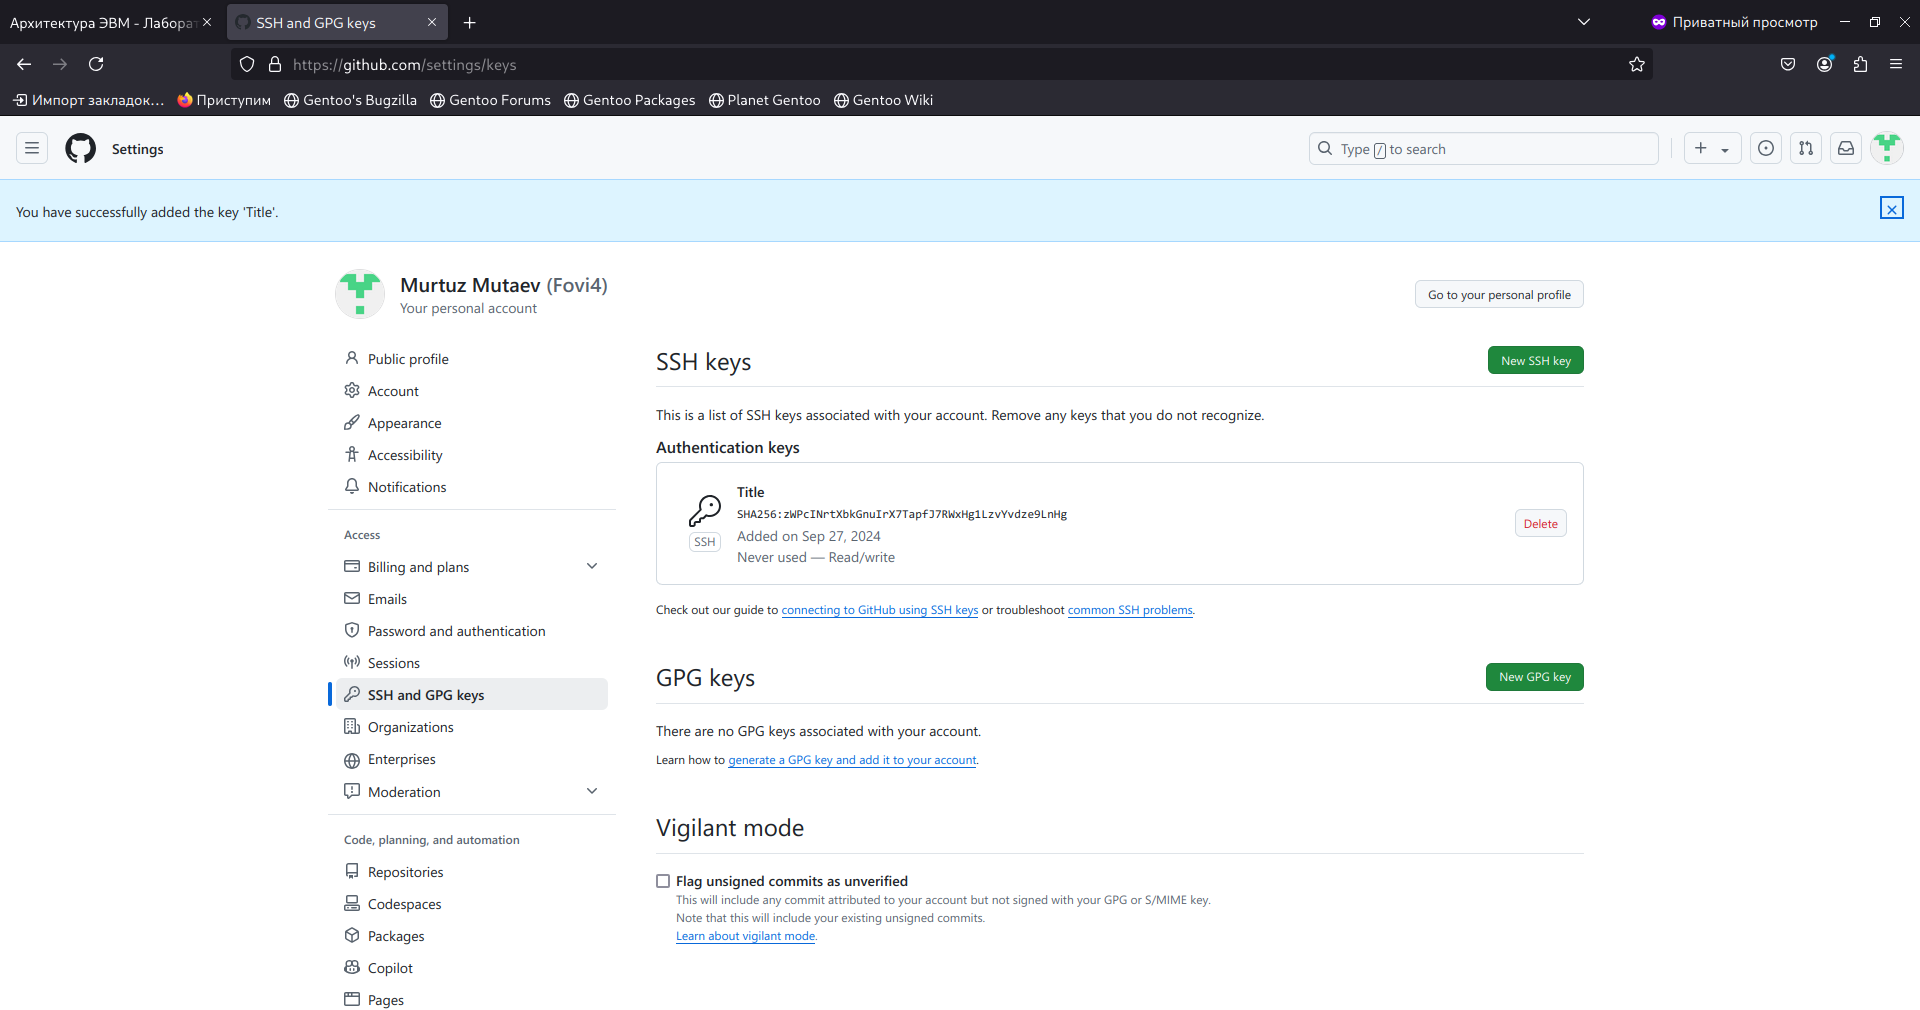 Архитектура ЭВМ - Лабора
SSH and GPG keys
Приватный просмотр
https://github.com/settings/keys
Импорт закладок…
Приступим
Gentoo's Bugzilla
Gentoo Forums
Gentoo Packages
Planet Gentoo
Gentoo Wiki
Settings
Type / to search
You have successfully added the key 'Title'.
Murtuz Mutaev (Fovi4)
Your personal account
Go to your personal profile
Public profile
Account
Appearance
Accessibility
Notifications
Access
Billing and plans
Emails
Password and authentication
Sessions
SSH and GPG keys
Organizations
Enterprises
Moderation
Code, planning, and automation
Repositories
Codespaces
Packages
Copilot
Pages
SSH keys
New SSH key
This is a list of SSH keys associated with your account. Remove any keys that you do not recognize.
Authentication keys
Title
SHA256:zWPcINrtXbkGnuIrX7TapfJ7RWxHg1LzvYvdze9LnHg
Added on Sep 27, 2024
Never used — Read/write
SSH
Delete
Check out our guide to connecting to GitHub using SSH keys or troubleshoot common SSH problems.
GPG keys
New GPG key
There are no GPG keys associated with your account.
Learn how to generate a GPG key and add it to your account.
Vigilant mode
Flag unsigned commits as unverified
This will include any commit attributed to your account but not signed with your GPG or S/MIME key.
Note that this will include your existing unsigned commits.
Learn about vigilant mode.